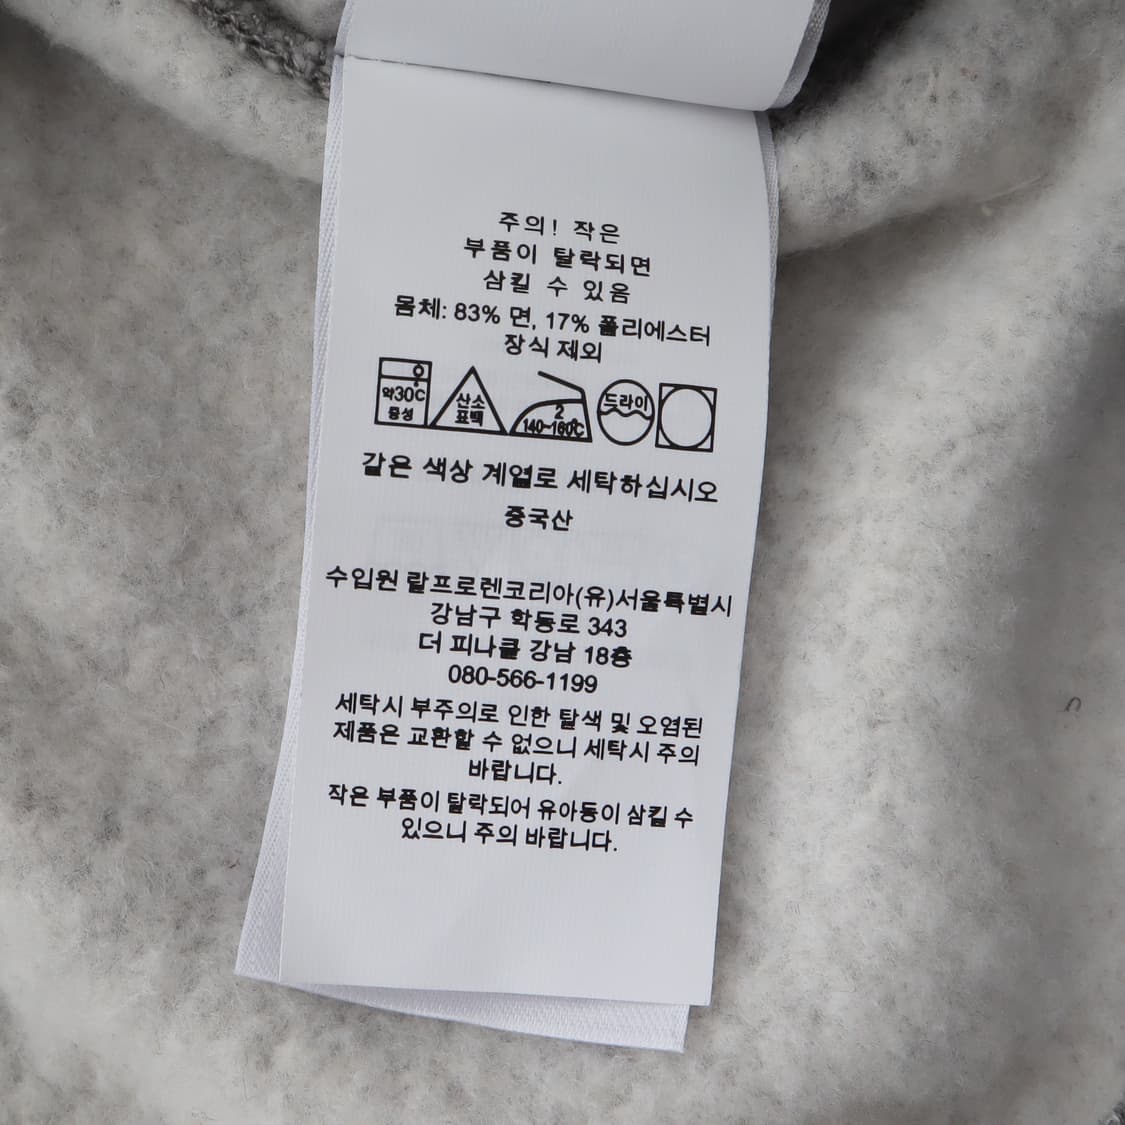 주의! 작은
부품이 탈락되면
삼킬 수 있음
몸체: 83% 면, 17% 폴리에스터
장식 제외
약30℃
중성
산소
표백
2
140~160℃
드라이
같은 색상 계열로 세탁하십시오
중국산
수입원 랄프로렌코리아(유)서울특별시
강남구 학동로 343
더 피나클 강남 18층
080-566-1199
세탁시 부주의로 인한 탈색 및 오염된
제품은 교환할 수 없으니 세탁시 주의
바랍니다.
작은 부품이 탈락되어 유아동이 삼킬 수
있으니 주의 바랍니다.